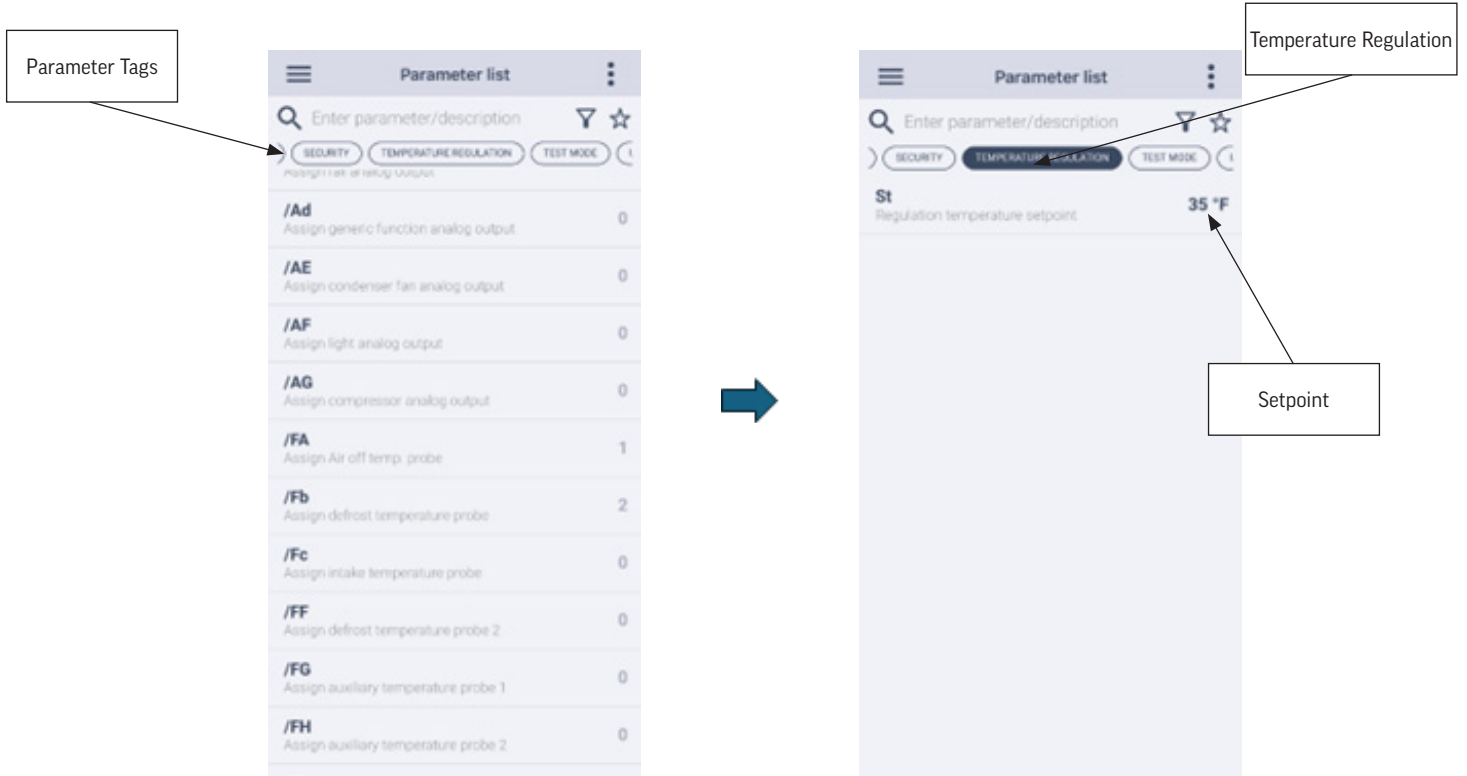 Parameter Tags
Parameter list
Enter parameter/description
SECURITY
TEMPERATURE REGULATION
TEST MODE
Assign fan analog output
/Ad
Assign generic function analog output
0
/AE
Assign condenser fan analog output
0
/AF
Assign light analog output
0
/AG
Assign compressor analog output
0
/FA
Assign Air off temp. probe
1
/Fb
Assign defrost temperature probe
2
/Fc
Assign intake temperature probe
0
/FF
Assign defrost temperature probe 2
0
/FG
Assign auxiliary temperature probe 1
0
/FH
Assign auxiliary temperature probe 2
0
Temperature Regulation
Parameter list
Enter parameter/description
SECURITY
TEMPERATURE REGULATION
TEST MODE
St
Regulation temperature setpoint
35 °F
Setpoint